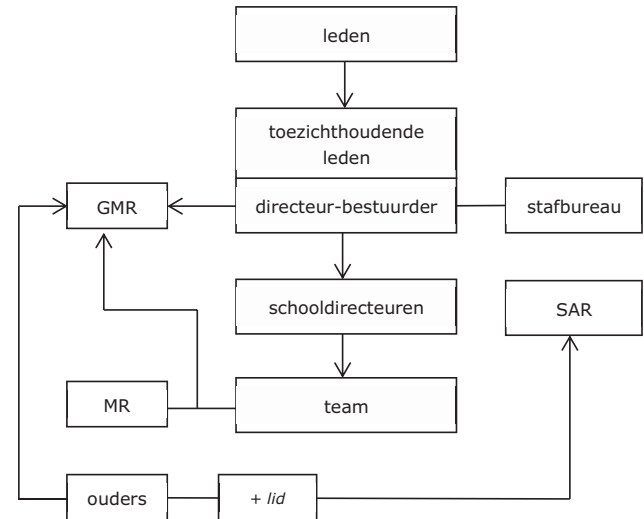 leden
toezichthoudende
leden
GMR
directeur-bestuurder
stafbureau
schooldirecteuren
SAR
MR
team
ouders
+ lid